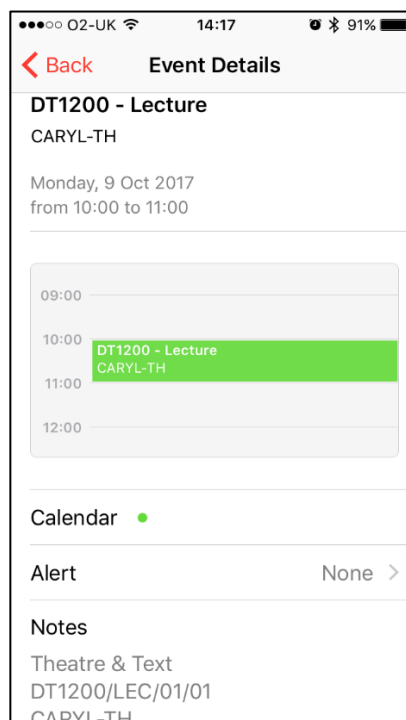 O2-UK 14:17 91%
Back Event Details
DT1200 - Lecture
CARYL-TH
Monday, 9 Oct 2017
from 10:00 to 11:00
09:00
10:00
DT1200 - Lecture
CARYL-TH
11:00
12:00
Calendar
Alert None
Notes
Theatre & Text
DT1200/LEC/01/01
CARYL-TH